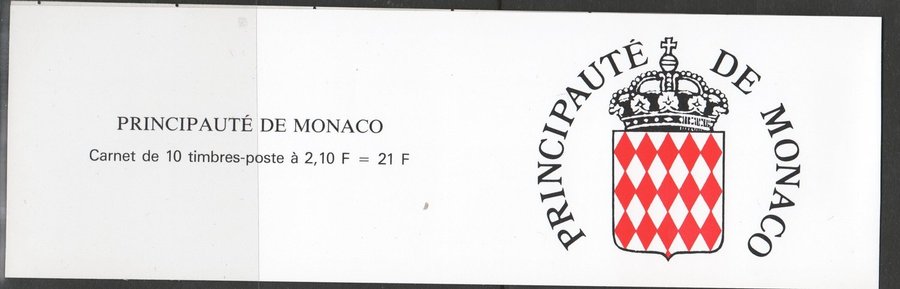 PRINCIPAUTÉ DE MONACO
Carnet de 10 timbres-poste à 2,10 F = 21 F
PRINCIPAUTÉ DE MONACO